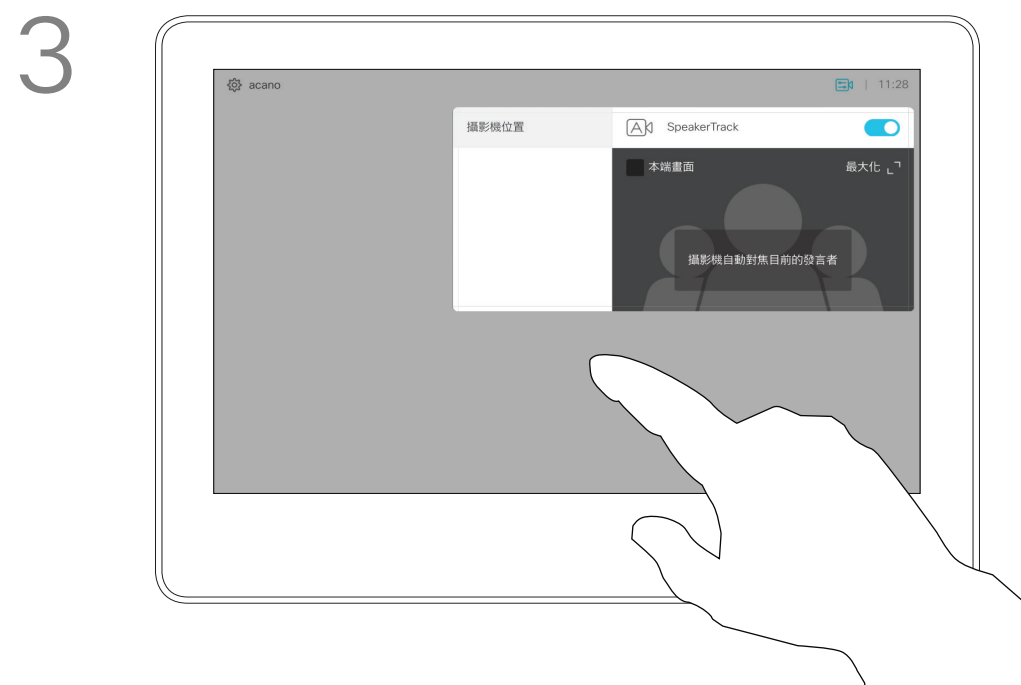 3
acano
11:28
攝影機位置
SpeakerTrack
本端畫面
最大化
攝影機自動對焦目前的發言者